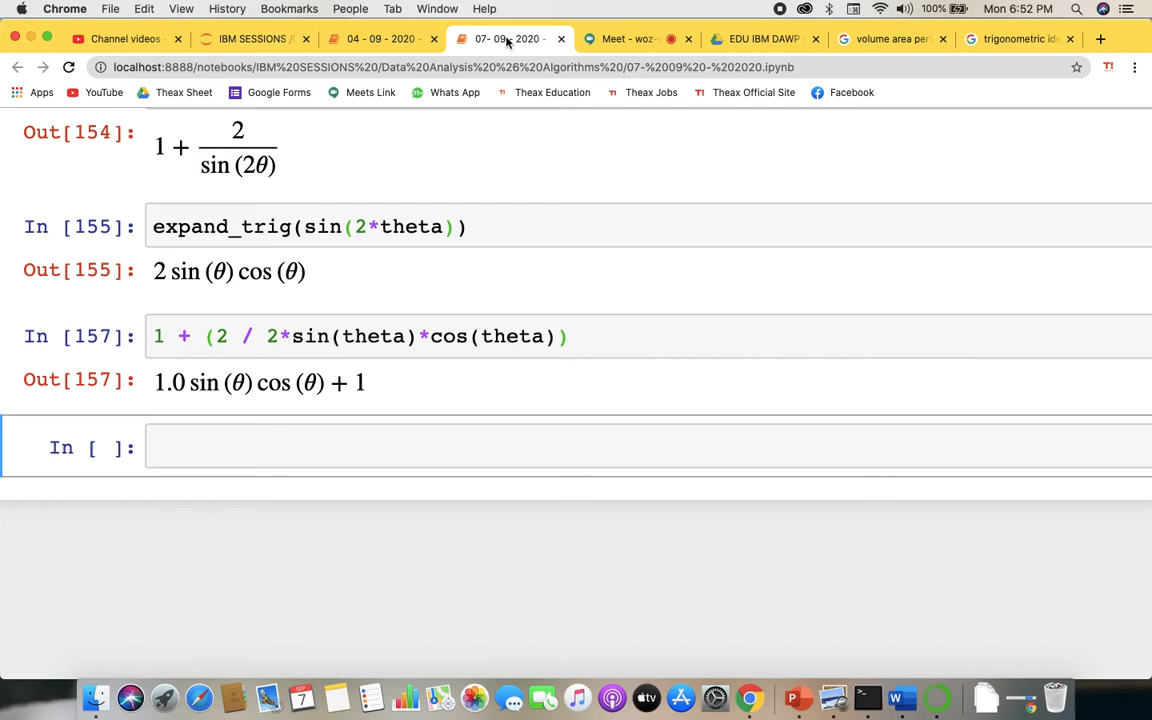 Chrome File Edit View History Bookmarks People Tab Window Help 100% Mon 6:52 PM
Channel videos - IBM SESSIONS / 04 - 09 - 2020 - 07- 09 - 2020 - Meet - woz- EDU IBM DAWP - volume area peri trigonometric ide
localhost:8888/notebooks/IBM%20SESSIONS%20/Data%20Analysis%20%26%20Algorithms%20/07-%2009%20-%202020.ipynb
Apps YouTube Theax Sheet Google Forms Meets Link Whats App Theax Education Theax Jobs Theax Official Site Facebook
Out[154]: 1 + 2 / sin (2θ)
In [155]: expand_trig(sin(2*theta))
Out[155]: 2 sin (θ) cos (θ)
In [157]: 1 + (2 / 2*sin(theta)*cos(theta))
Out[157]: 1.0 sin (θ) cos (θ) + 1
In [ ]: